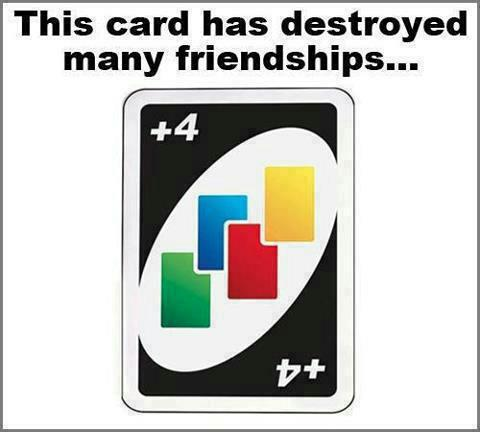 This card has destroyed
many friendships...
+4
+4